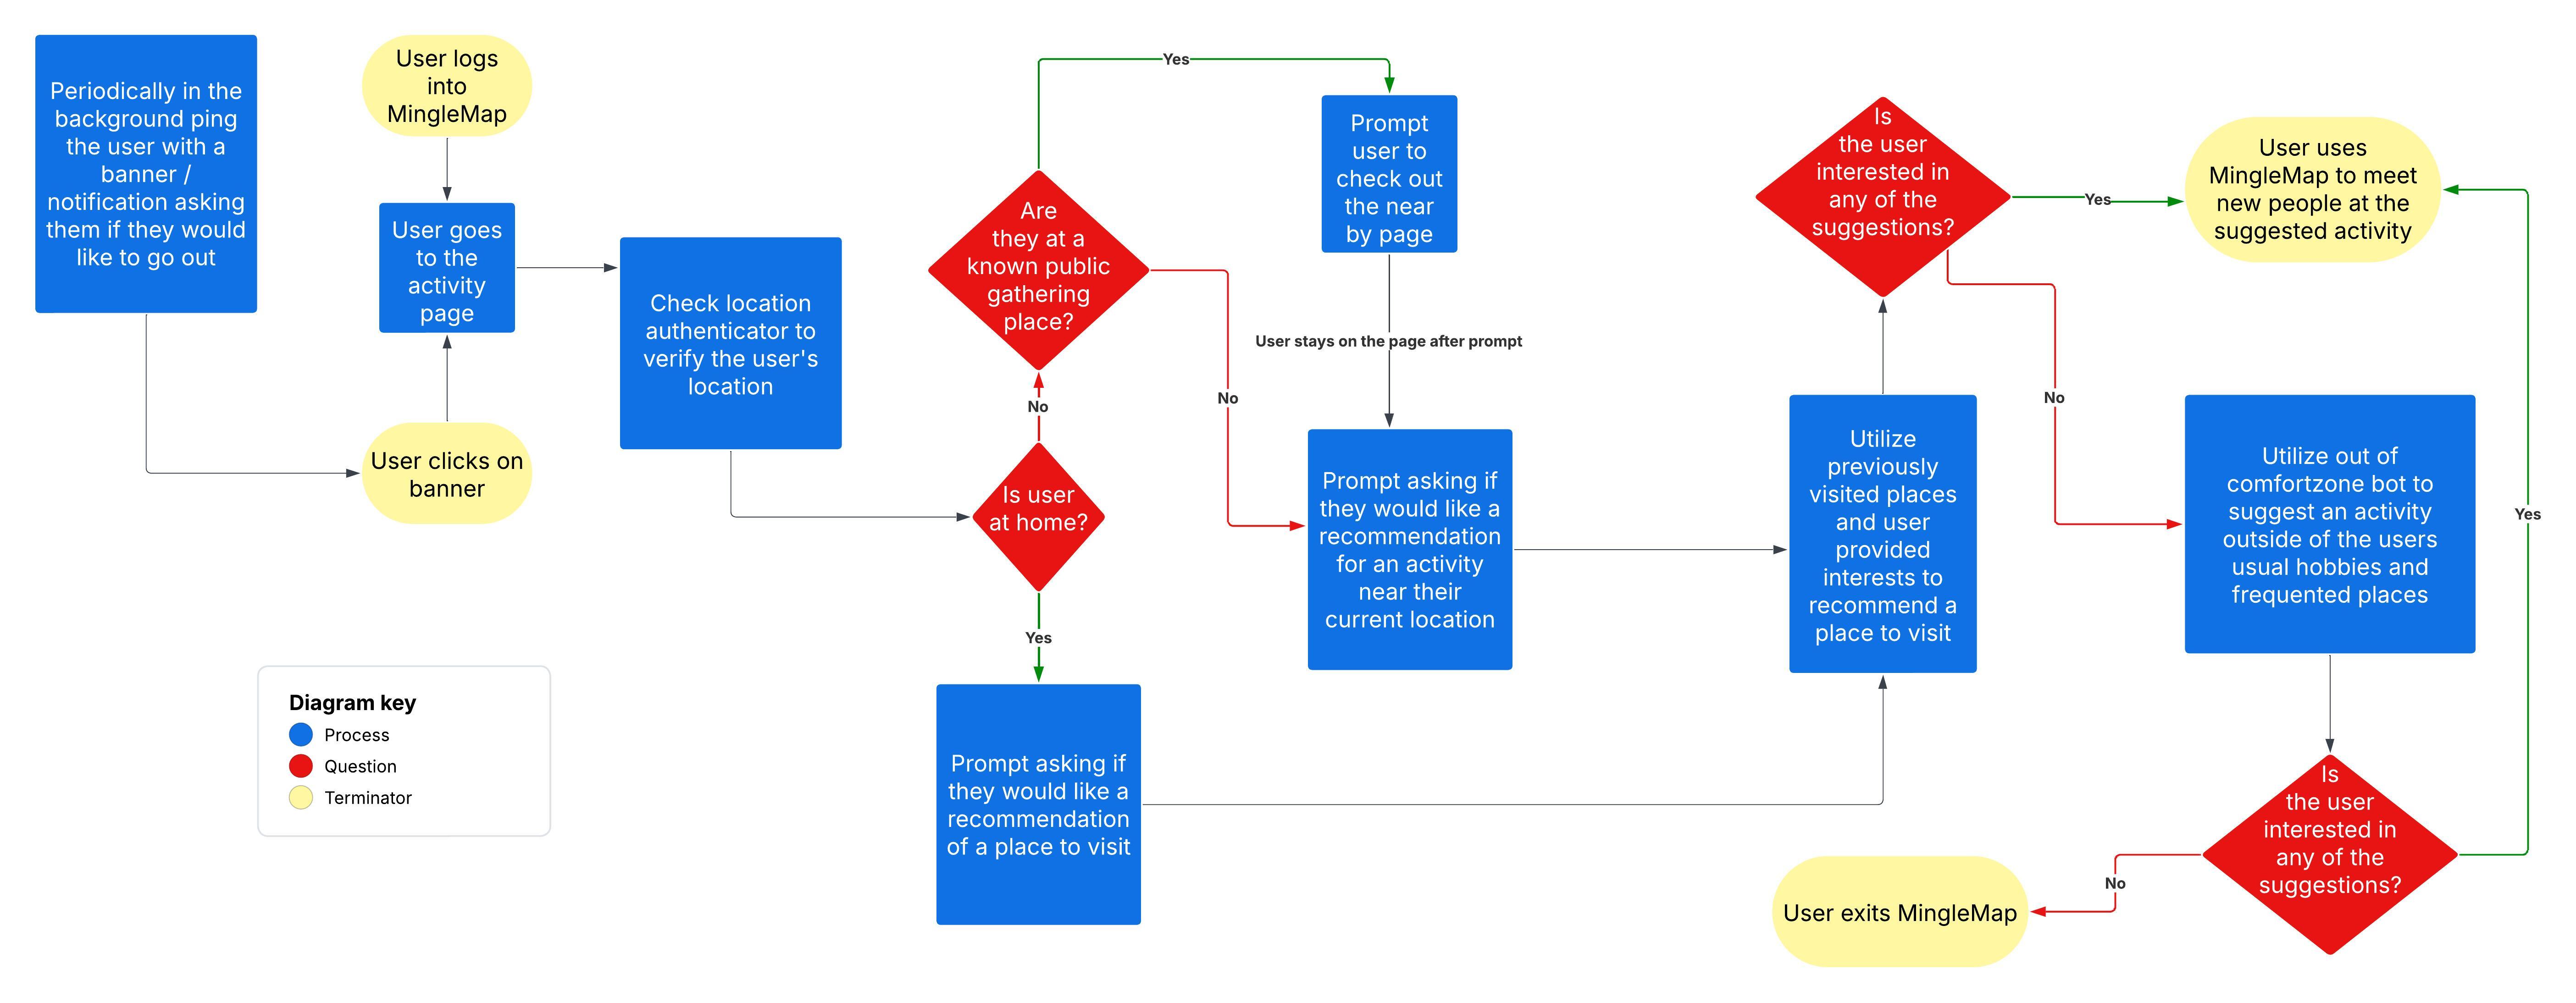 Periodically in the
background ping
the user with a
banner /
notification asking
them if they would
like to go out
User logs
into
MingleMap
User goes
to the
activity
page
User clicks on
banner
Check location
authenticator to
verify the user's
location
Is user
at home?
No
Yes
Are
they at a
known public
gathering
place?
Yes
No
Prompt
user to
check out
the near
by page
User stays on the page after prompt
Prompt asking if
they would like a
recommendation
for an activity
near their
current location
Prompt asking if
they would like a
recommendation
of a place to visit
Utilize
previously
visited places
and user
provided
interests to
recommend a
place to visit
Is
the user
interested in
any of the
suggestions?
Yes
No
User uses
MingleMap to meet
new people at the
suggested activity
Utilize out of
comfortzone bot to
suggest an activity
outside of the users
usual hobbies and
frequented places
Is
the user
interested in
any of the
suggestions?
Yes
No
User exits MingleMap
Diagram key
Process
Question
Terminator